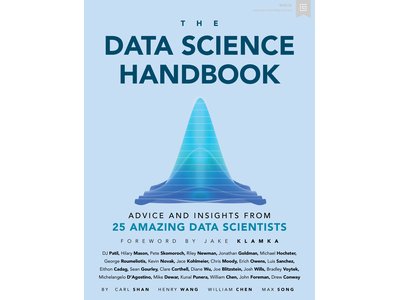 THE
DATA SCIENCE
HANDBOOK
ADVICE AND INSIGHTS FROM
25 AMAZING DATA SCIENTISTS
FOREWORD BY JAKE KLAMKA
DJ Patil, Hilary Mason, Pete Skomoroch, Riley Newman, Jonathan Goldman, Michael Hochster,
George Roumeliotis, Kevin Novak, Jace Kohlmeier, Chris Moody, Erich Owens, Luis Sanchez,
Eithon Cadag, Sean Gourley, Clare Corthell, Diane Wu, Joe Blitzstein, Josh Wills, Bradley Voytek,
Michelangelo D'Agostino, Mike Dewar, Kunal Punera, William Chen, John Foreman, Drew Conway
BY CARL SHAN HENRY WANG WILLIAM CHEN MAX SONG